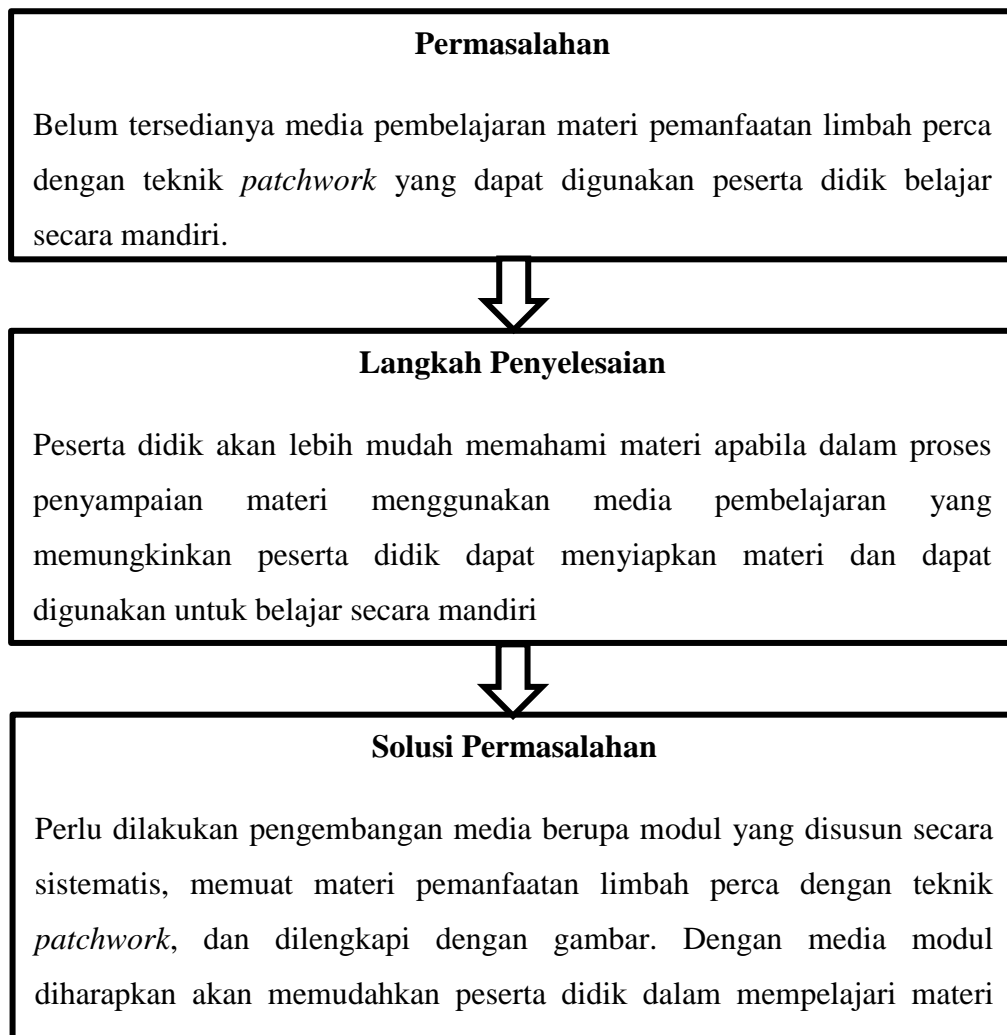 Permasalahan
Belum tersedianya media pembelajaran materi pemanfaatan limbah perca
dengan teknik patchwork yang dapat digunakan peserta didik belajar
secara mandiri.
Langkah Penyelesaian
Peserta didik akan lebih mudah memahami materi apabila dalam proses
penyampaian materi menggunakan media pembelajaran yang
memungkinkan peserta didik dapat menyiapkan materi dan dapat
digunakan untuk belajar secara mandiri
Solusi Permasalahan
Perlu dilakukan pengembangan media berupa modul yang disusun secara
sistematis, memuat materi pemanfaatan limbah perca dengan teknik
patchwork, dan dilengkapi dengan gambar. Dengan media modul
diharapkan akan memudahkan peserta didik dalam mempelajari materi